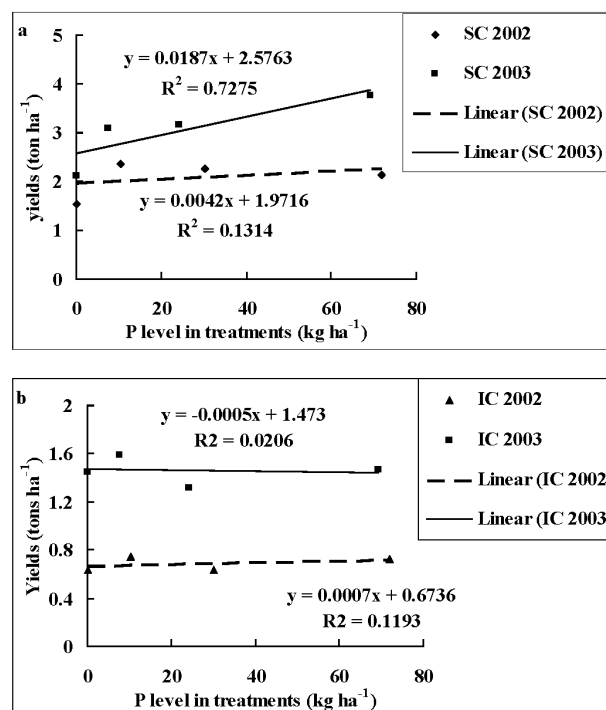 a
y = 0.0187x + 2.5763
R² = 0.7275
y = 0.0042x + 1.9716
R² = 0.1314
yields (ton ha⁻¹)
5
4
3
2
1
0
0 20 40 60 80
P level in treatments (kg ha⁻¹)
SC 2002
SC 2003
Linear (SC 2002)
Linear (SC 2003)
b
y = -0.0005x + 1.473
R2 = 0.0206
y = 0.0007x + 0.6736
R2 = 0.1193
Yields (tons ha⁻¹)
2
1.6
1.2
0.8
0.4
0
0 20 40 60 80
P level in treatments (kg ha⁻¹)
IC 2002
IC 2003
Linear (IC 2002
Linear (IC 2003